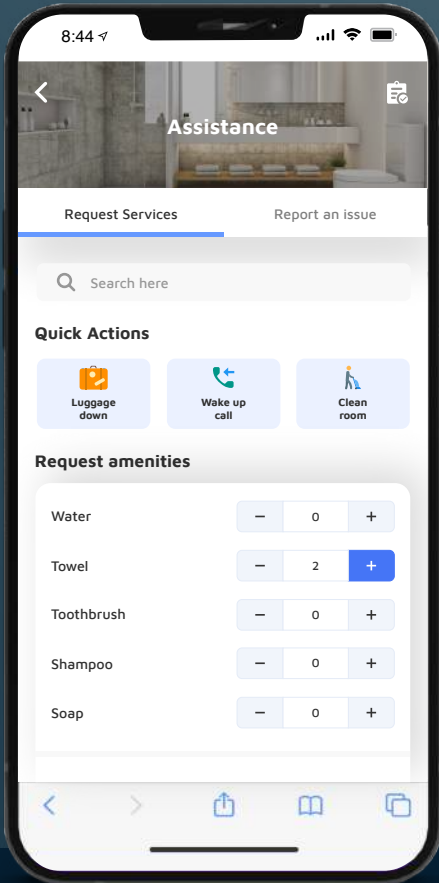 8:44
Assistance
Request Services
Report an issue
Search here
Quick Actions
Luggage
down
Wake up
call
Clean
room
Request amenities
Water
− 0 +
Towel
− 2 +
Toothbrush
− 0 +
Shampoo
− 0 +
Soap
− 0 +